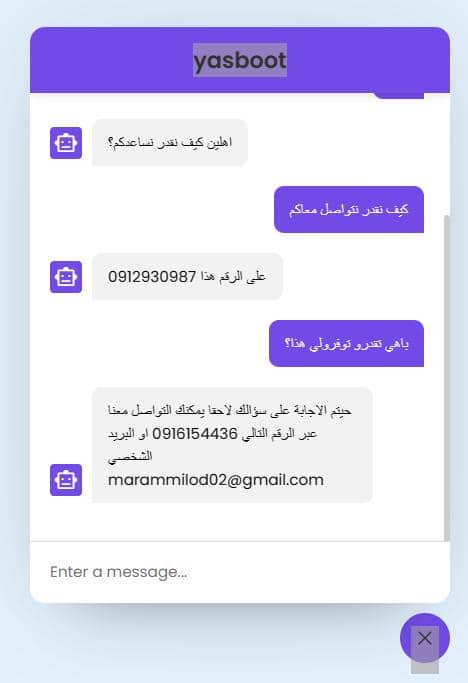 yasboot
اهلين كيف نقدر نساعدكم؟
كيف نقدر نتواصل معاكم
على الرقم هذا 0912930987
باهي تقدرو توفرولي هذا؟
حيتم الاجابة على سؤالك لاحقا يمكنك التواصل معنا
عبر الرقم التالي 0916154436 او البريد
الشخصي
marammilod02@gmail.com
Enter a message...